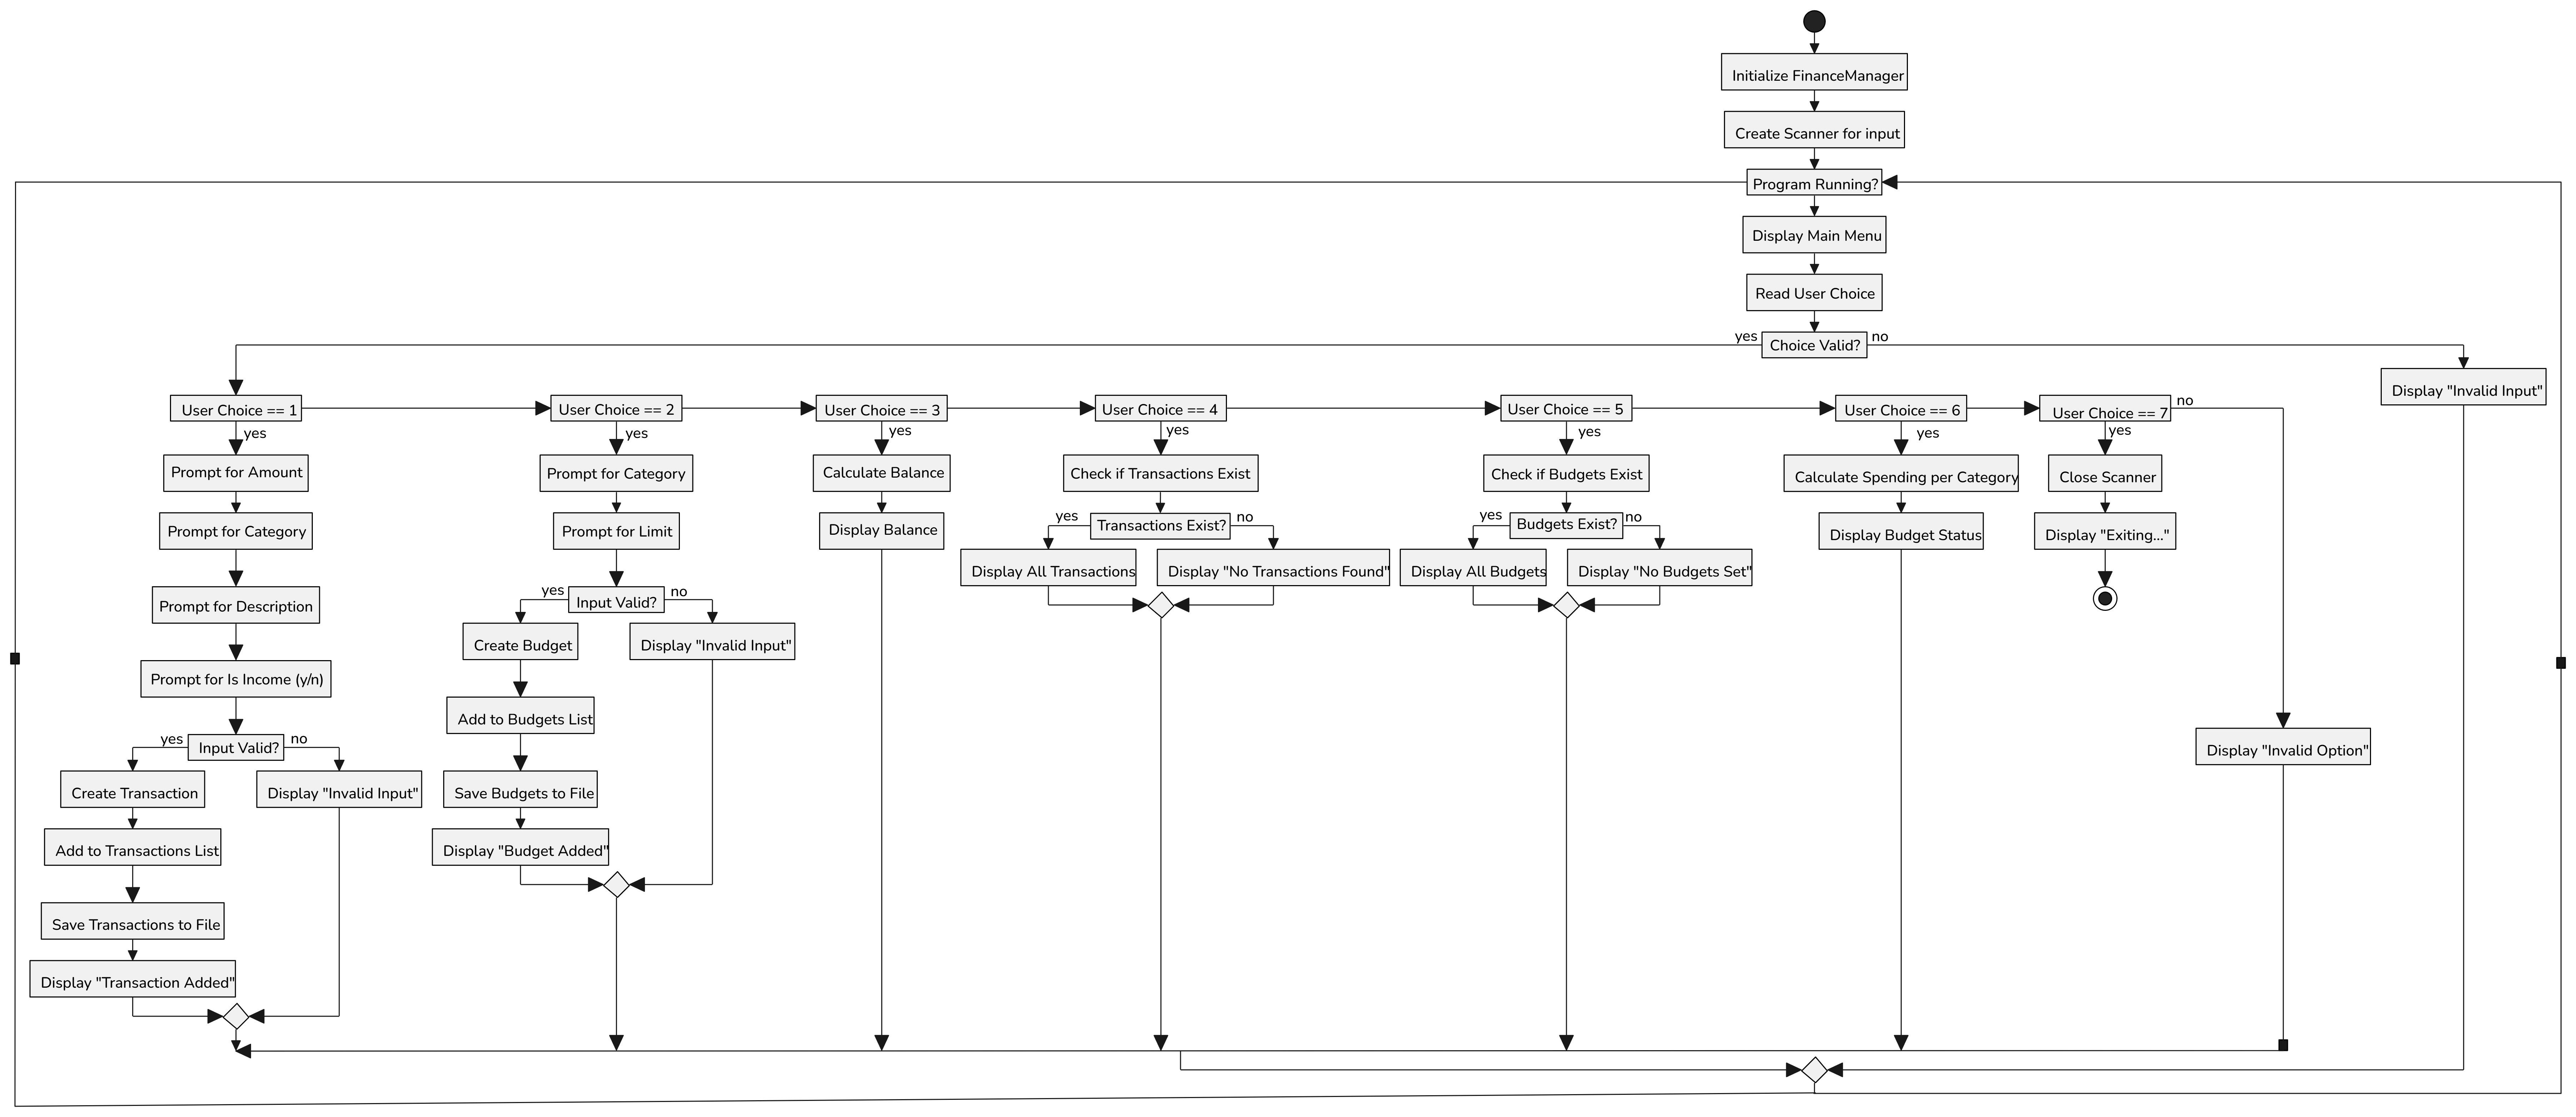 Initialize FinanceManager
Create Scanner for input
Program Running?
Display Main Menu
Read User Choice
yes
Choice Valid?
no
Display "Invalid Input"
User Choice == 1
yes
Prompt for Amount
Prompt for Category
Prompt for Description
Prompt for Is Income (y/n)
yes
Input Valid?
no
Create Transaction
Display "Invalid Input"
Add to Transactions List
Save Transactions to File
Display "Transaction Added"
User Choice == 2
yes
Prompt for Category
Prompt for Limit
yes
Input Valid?
no
Create Budget
Display "Invalid Input"
Add to Budgets List
Save Budgets to File
Display "Budget Added"
User Choice == 3
yes
Calculate Balance
Display Balance
User Choice == 4
yes
Check if Transactions Exist
yes
Transactions Exist?
no
Display All Transactions
Display "No Transactions Found"
User Choice == 5
yes
Check if Budgets Exist
yes
Budgets Exist?
no
Display All Budgets
Display "No Budgets Set"
User Choice == 6
yes
Calculate Spending per Category
Display Budget Status
User Choice == 7
no
yes
Close Scanner
Display "Exiting..."
Display "Invalid Option"